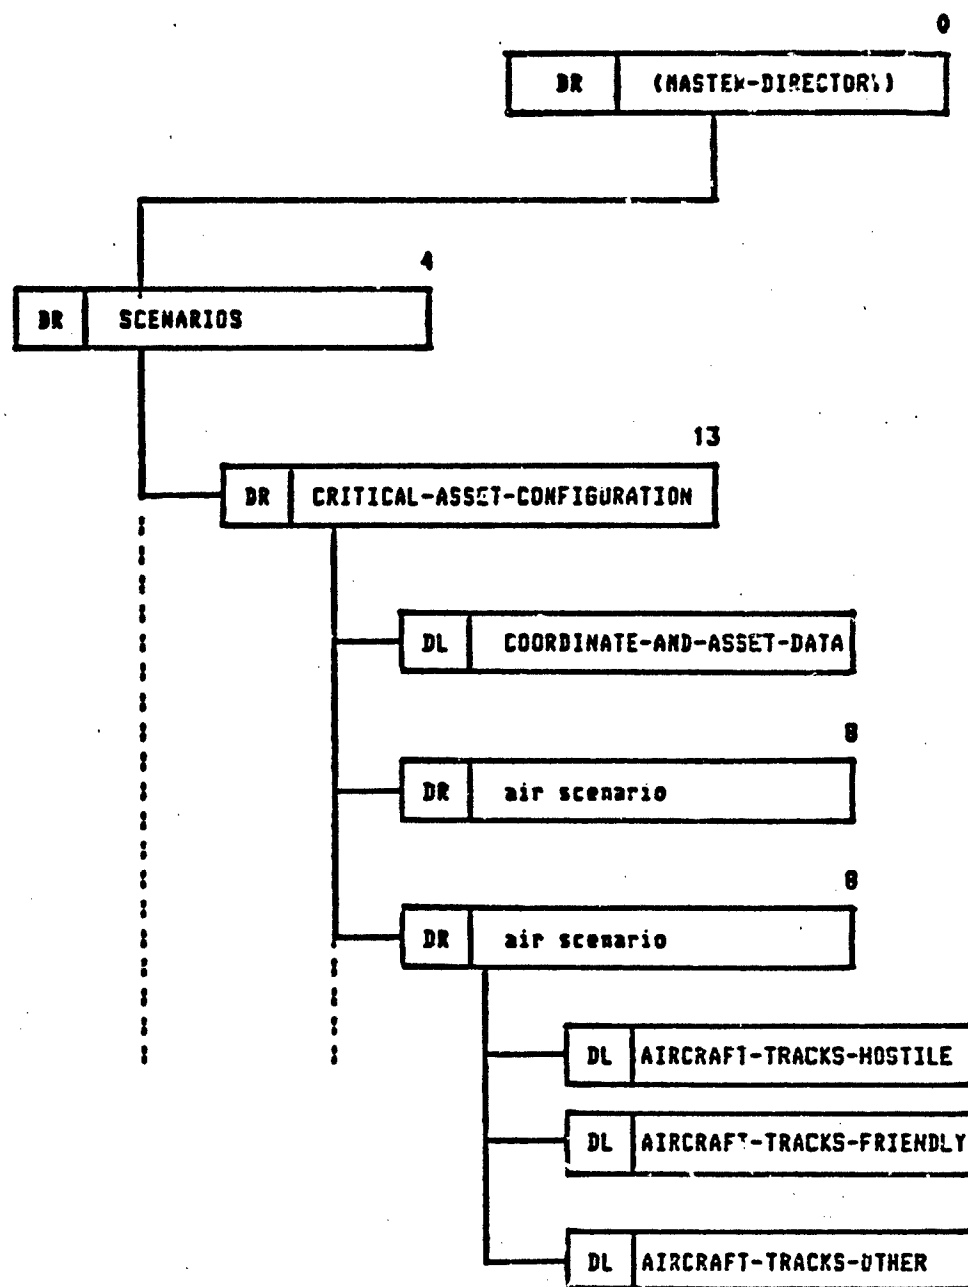 0
DR (MASTER-DIRECTORY)
4
DR SCENARIOS
13
DR CRITICAL-ASSET-CONFIGURATION
DL COORDINATE-AND-ASSET-DATA
8
DR air scenario
8
DR air scenario
DL AIRCRAFT-TRACKS-HOSTILE
DL AIRCRAFT-TRACKS-FRIENDLY
DL AIRCRAFT-TRACKS-OTHER